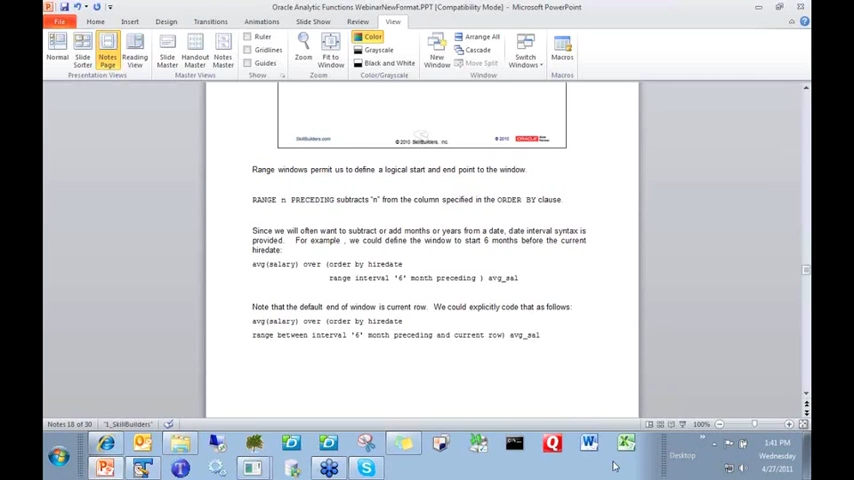 Oracle Analytic Functions WebinarNewFormat.PPT [Compatibility Mode] - Microsoft PowerPoint
File Home Insert Design Transitions Animations Slide Show Review View
Normal Slide Sorter Notes Page Reading View
Slide Master Handout Master Notes Master
Ruler
Gridlines
Guides
Zoom Fit to Window
Color
Grayscale
Black and White
New Window
Arrange All
Cascade
Move Split
Switch Windows
Macros
Presentation Views Master Views Show Zoom Color/Grayscale Window Macros
SkillBuilders.com
© 2010 SkillBuilders, Inc.
© 2010
ORACLE
Range windows permit us to define a logical start and end point to the window.
RANGE n PRECEDING subtracts "n" from the column specified in the ORDER BY clause.
Since we will often want to subtract or add months or years from a date, date interval syntax is
provided. For example , we could define the window to start 6 months before the current
hiredate:
avg(salary) over (order by hiredate
range interval '6' month preceding ) avg_sal
Note that the default end of window is current row. We could explicitly code that as follows:
avg(salary) over (order by hiredate
range between interval '6' month preceding and current row) avg_sal
Notes 18 of 30 "1_SkillBuilders" 100%
Desktop
1:41 PM
Wednesday
4/27/2011